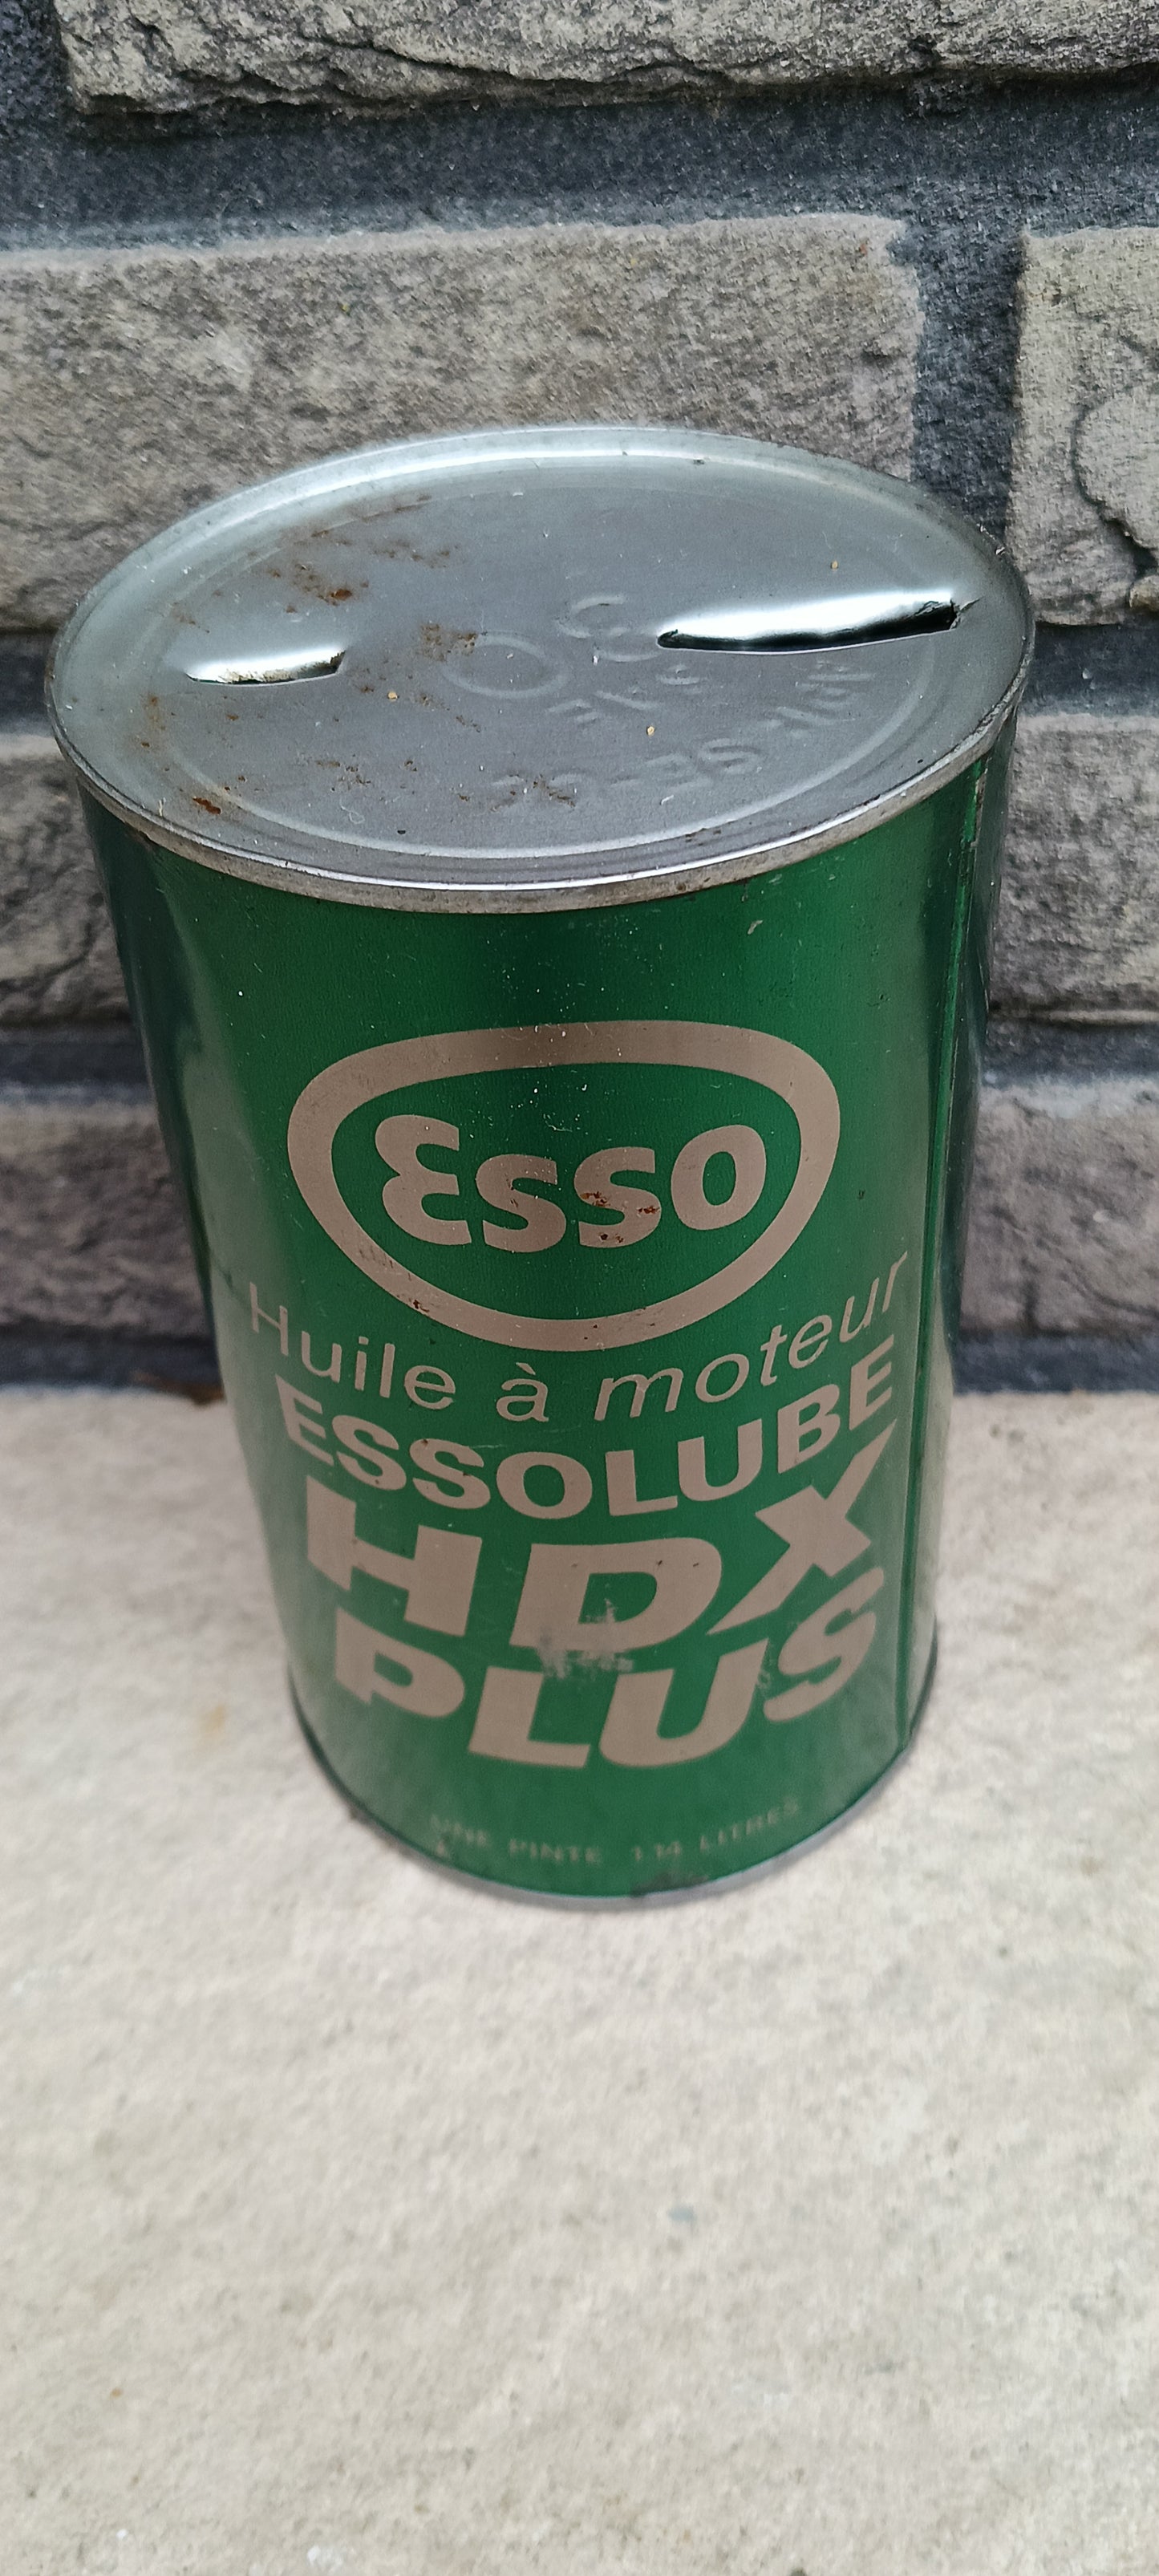 Esso
Huile à moteur
ESSOLUBE
HDX
PLUS
UNE PINTE 1.14 LITRES